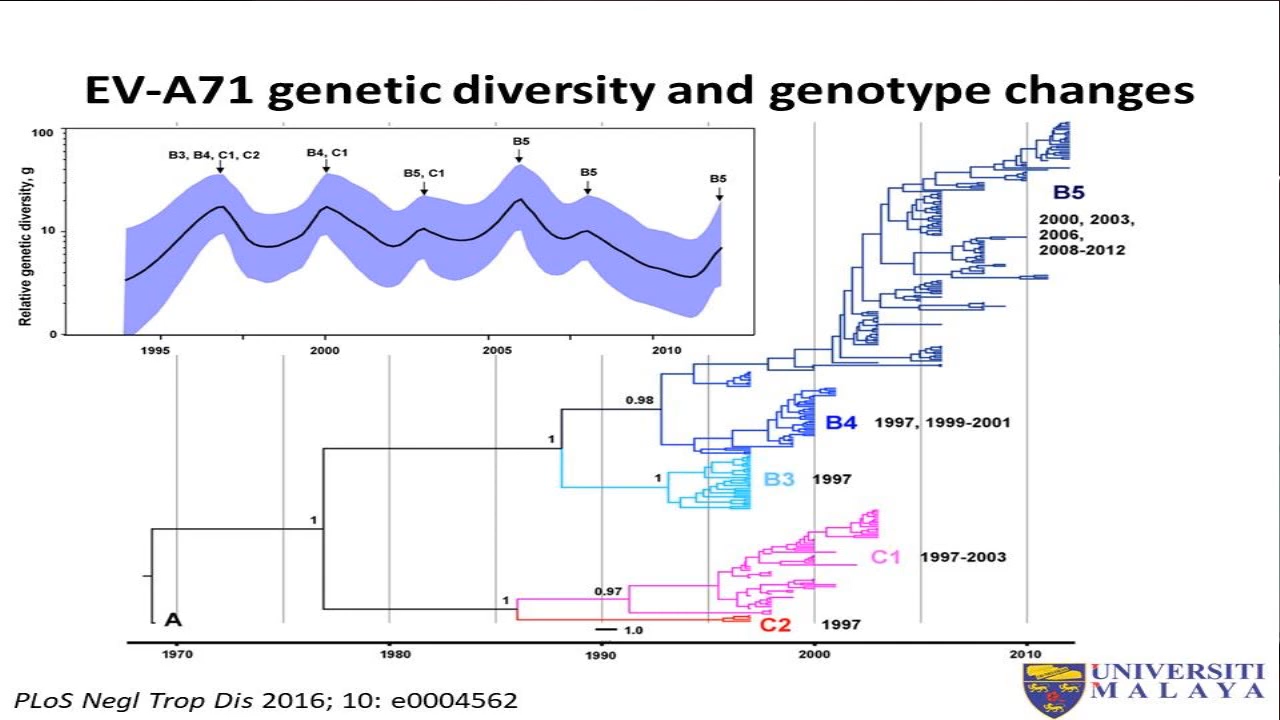 EV-A71 genetic diversity and genotype changes
Relative genetic diversity, g
100
10
0
B3, B4, C1, C2
B4, C1
B5, C1
B5
B5
B5
1995
2000
2005
2010
B5
2000, 2003,
2006,
2008-2012
0.98
1
B4 1997, 1999-2001
1
B3 1997
1
C1 1997-2003
0.97
1
A
C2 1997
1.0
1970
1980
1990
2000
2010
PLoS Negl Trop Dis 2016; 10: e0004562
UNIVERSITI
MALAYA